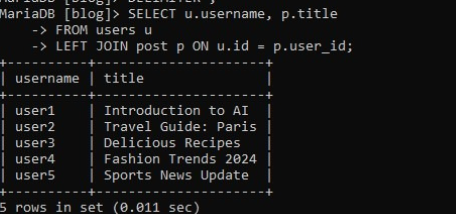 MariaDB [blog]> SELECT u.username, p.title
    -> FROM users u
    -> LEFT JOIN post p ON u.id = p.user_id;
+----------+----------------------+
| username | title                |
+----------+----------------------+
| user1    | Introduction to AI   |
| user2    | Travel Guide: Paris  |
| user3    | Delicious Recipes    |
| user4    | Fashion Trends 2024  |
| user5    | Sports News Update   |
+----------+----------------------+
5 rows in set (0.011 sec)